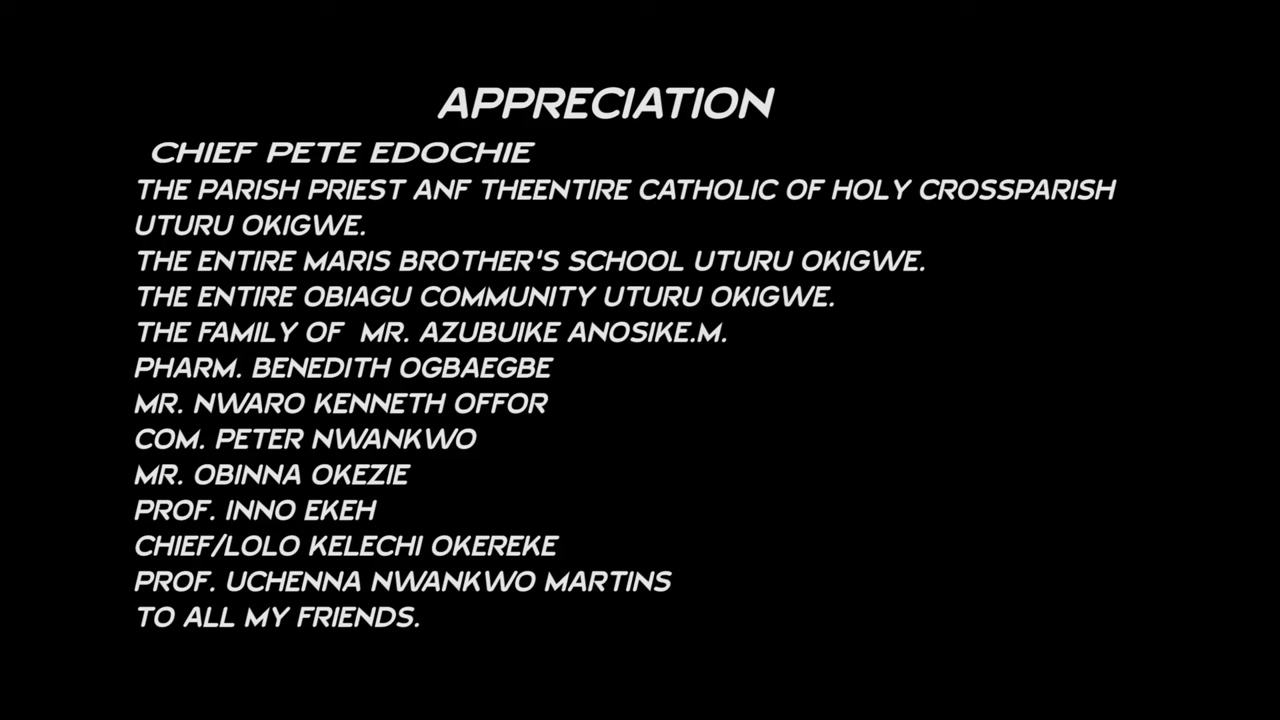 APPRECIATION
CHIEF PETE EDOCHIE
THE PARISH PRIEST ANF THEENTIRE CATHOLIC OF HOLY CROSSPARISH
UTURU OKIGWE.
THE ENTIRE MARIS BROTHER'S SCHOOL UTURU OKIGWE.
THE ENTIRE OBIAGU COMMUNITY UTURU OKIGWE.
THE FAMILY OF MR. AZUBUIKE ANOSIKE.M.
PHARM. BENEDITH OGBAEGBE
MR. NWARO KENNETH OFFOR
COM. PETER NWANKWO
MR. OBINNA OKEZIE
PROF. INNO EKEH
CHIEF/LOLO KELECHI OKEREKE
PROF. UCHENNA NWANKWO MARTINS
TO ALL MY FRIENDS.